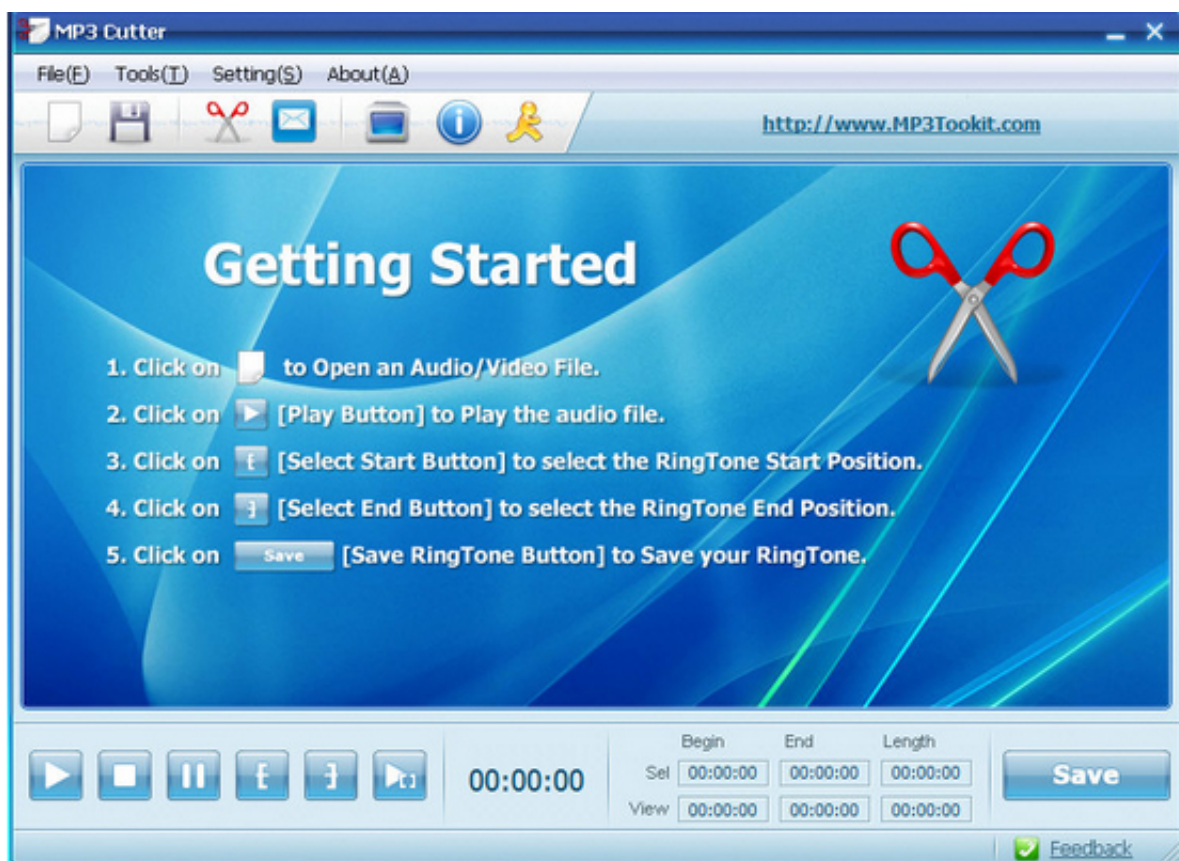 MP3 Cutter
File(F) Tools(T) Setting(S) About(A)
http://www.MP3Tookit.com
Getting Started
1. Click on to Open an Audio/Video File.
2. Click on [Play Button] to Play the audio file.
3. Click on [Select Start Button] to select the RingTone Start Position.
4. Click on [Select End Button] to select the RingTone End Position.
5. Click on Save [Save RingTone Button] to Save your RingTone.
Begin End Length
00:00:00 Sel 00:00:00 00:00:00 00:00:00 Save
View 00:00:00 00:00:00 00:00:00
Feedback